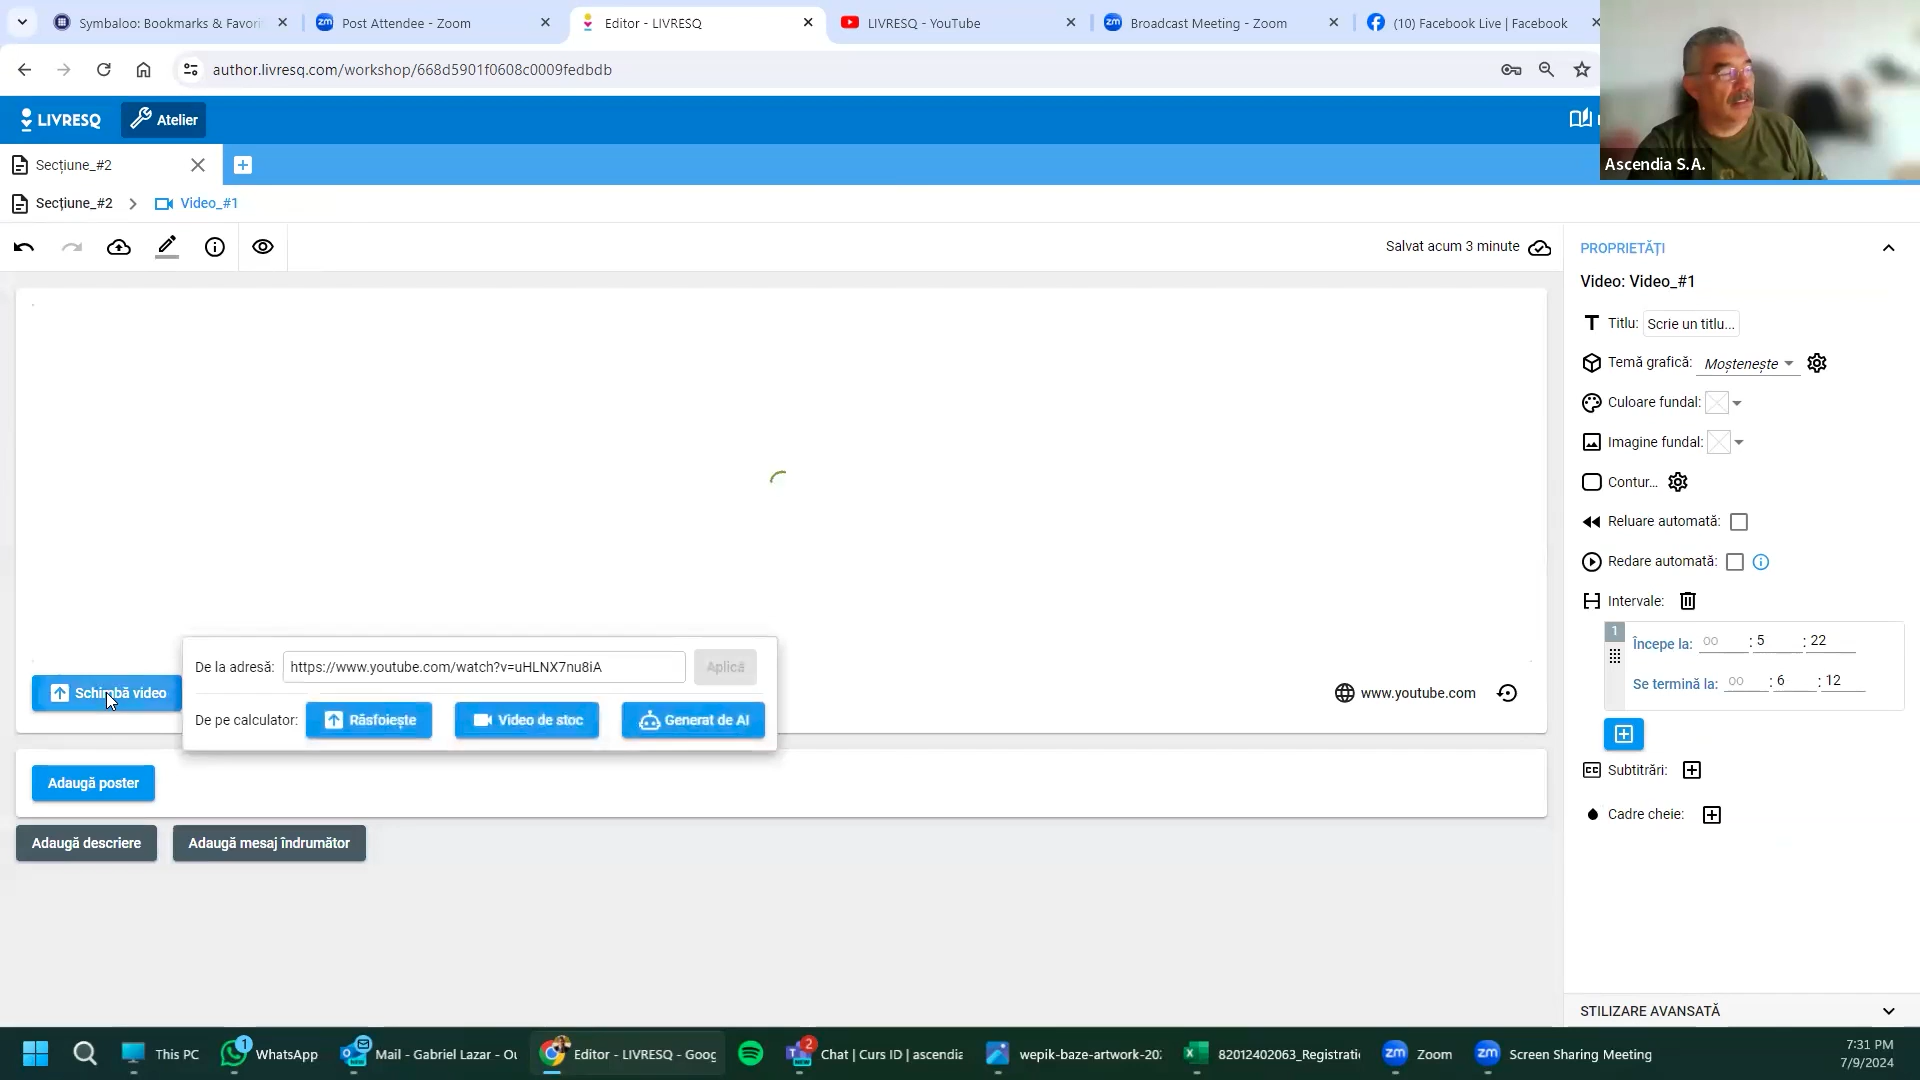 Symbaloo: Bookmarks & Favori
Post Attendee - Zoom
Editor - LIVRESQ
LIVRESQ - YouTube
Broadcast Meeting - Zoom
(10) Facebook Live | Facebook
author.livresq.com/workshop/668d5901f0608c0009fedbdb
LIVRESQ
Atelier
Ascendia S.A.
Secțiune_#2
Secțiune_#2
Video_#1
Salvat acum 3 minute
PROPRIETĂȚI
Video: Video_#1
Titlu: Scrie un titlu...
Temă grafică: Moștenește
Culoare fundal:
Imagine fundal:
Contur...
Reluare automată:
Redare automată:
Intervale:
1
Începe la: 00 : 5 : 22
Se termină la: 00 : 6 : 12
Subtitrări:
Cadre cheie:
De la adresă: https://www.youtube.com/watch?v=uHLNX7nu8iA Aplică
Schimbă video
www.youtube.com
De pe calculator: Răsfoiește Video de stoc Generat de AI
Adaugă poster
Adaugă descriere
Adaugă mesaj îndrumător
STILIZARE AVANSATĂ
This PC
1
WhatsApp
Mail - Gabriel Lazar - Ou
Editor - LIVRESQ - Goog
2
Chat | Curs ID | ascendia
wepik-baze-artwork-202
82012402063_Registrati
Zoom
Screen Sharing Meeting
7:31 PM
7/9/2024